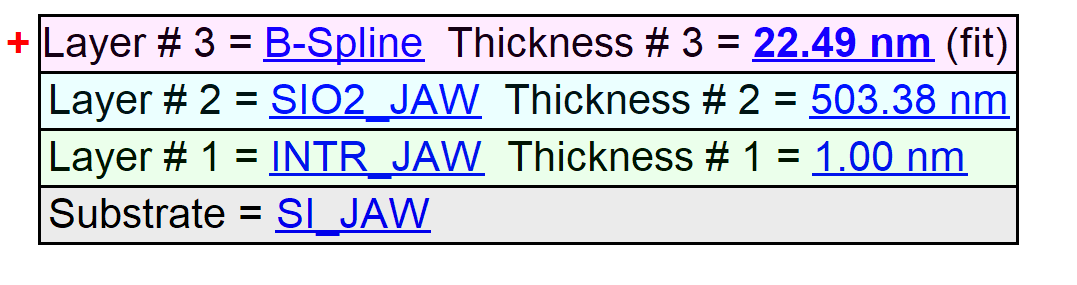 + Layer # 3 = B-Spline Thickness # 3 = 22.49 nm (fit)
Layer # 2 = SIO2_JAW Thickness # 2 = 503.38 nm
Layer # 1 = INTR_JAW Thickness # 1 = 1.00 nm
Substrate = SI_JAW